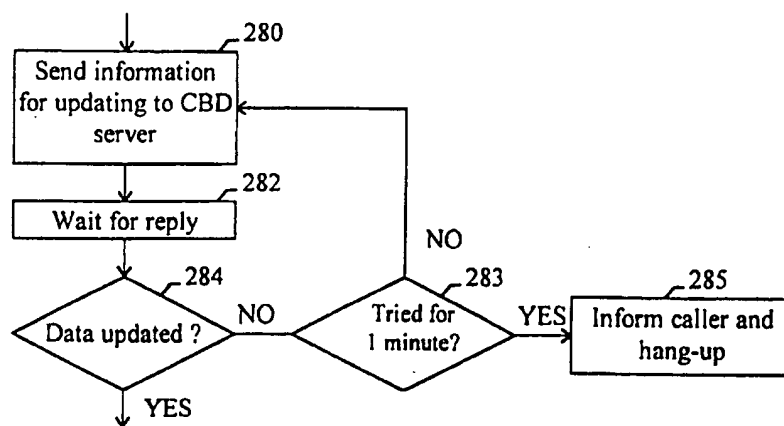 280
Send information
for updating to CBD
server
282
Wait for reply
284
Data updated ?
NO
YES
NO
283
Tried for
1 minute?
YES
285
Inform caller and
hang-up